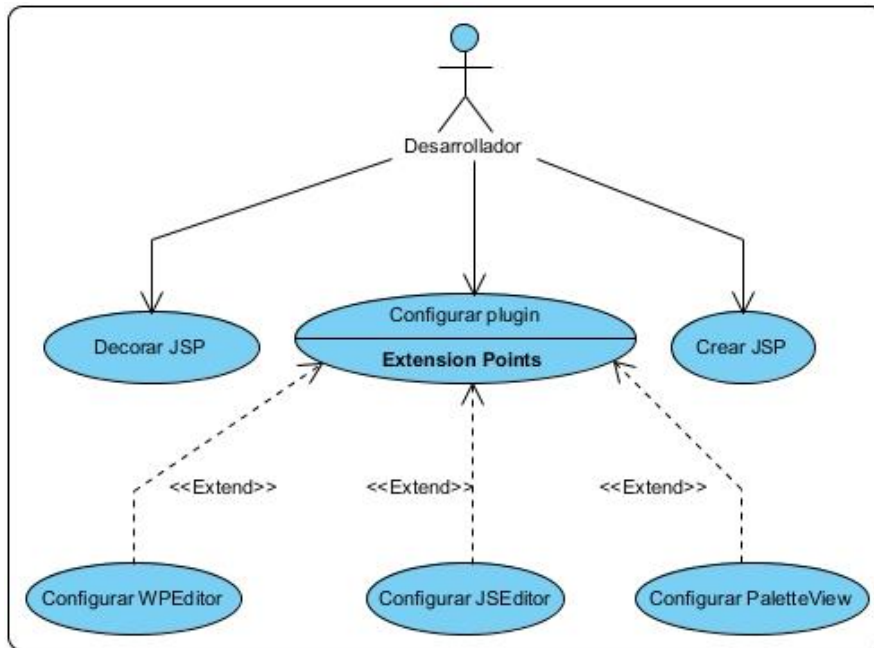 Desarrollador
Decorar JSP
Configurar plugin
Extension Points
Crear JSP
<<Extend>>
<<Extend>>
<<Extend>>
Configurar WPEditor
Configurar JSEditor
Configurar PaletteView